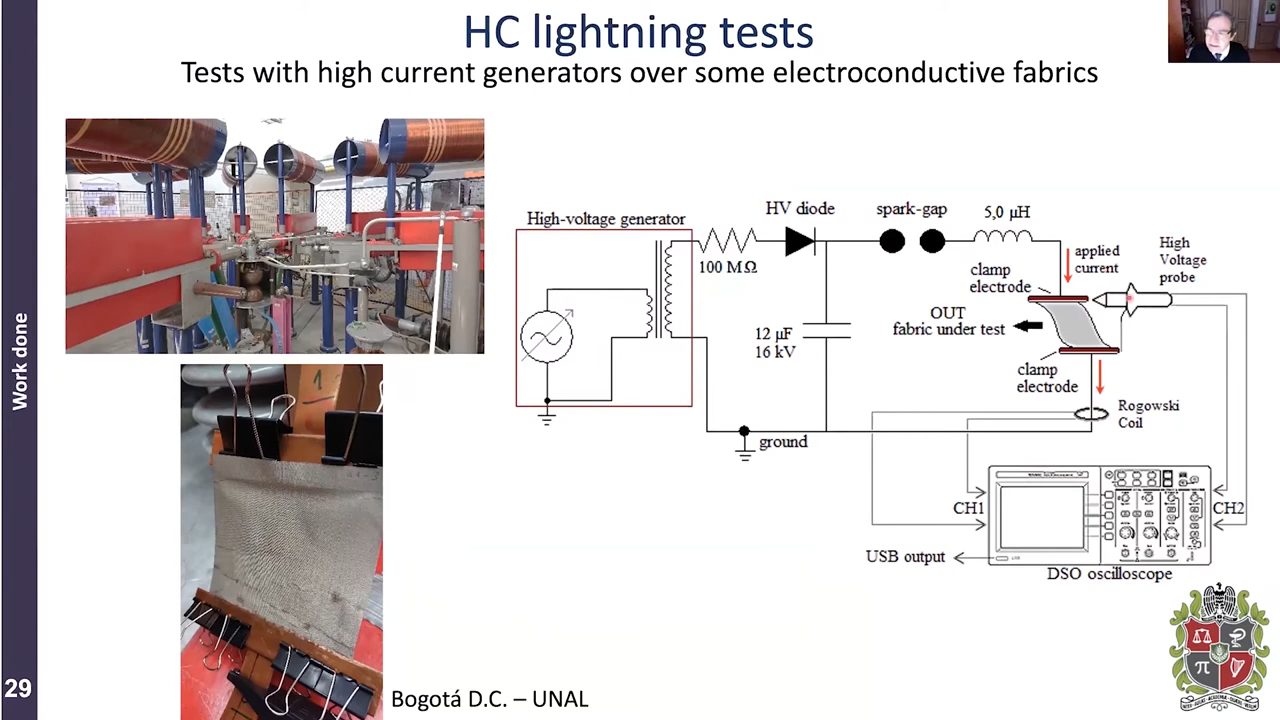 HC lightning tests
Tests with high current generators over some electroconductive fabrics
Work done
29
High-voltage generator
100 MΩ
HV diode
spark-gap
5,0 µH
applied
current
High
Voltage
probe
clamp
electrode
OUT
fabric under test
12 µF
16 kV
clamp
electrode
Rogowski
Coil
ground
CH1
CH2
USB output
DSO oscilloscope
1
π
Bogotá D.C. – UNAL